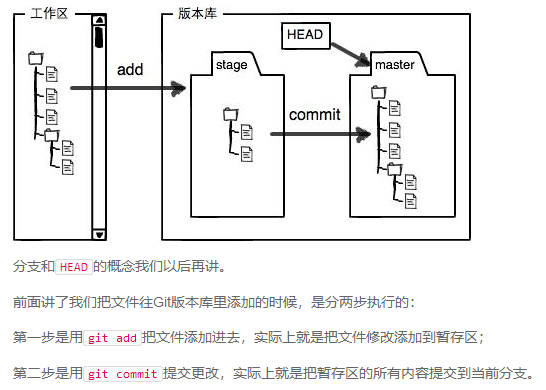 工作区
版本库
HEAD
add
stage
master
commit
分支和HEAD的概念我们以后再讲。
前面讲了我们把文件往Git版本库里添加的时候，是分两步执行的：
第一步是用git add把文件添加进去，实际上就是把文件修改添加到暂存区；
第二步是用git commit提交更改，实际上就是把暂存区的所有内容提交到当前分支。